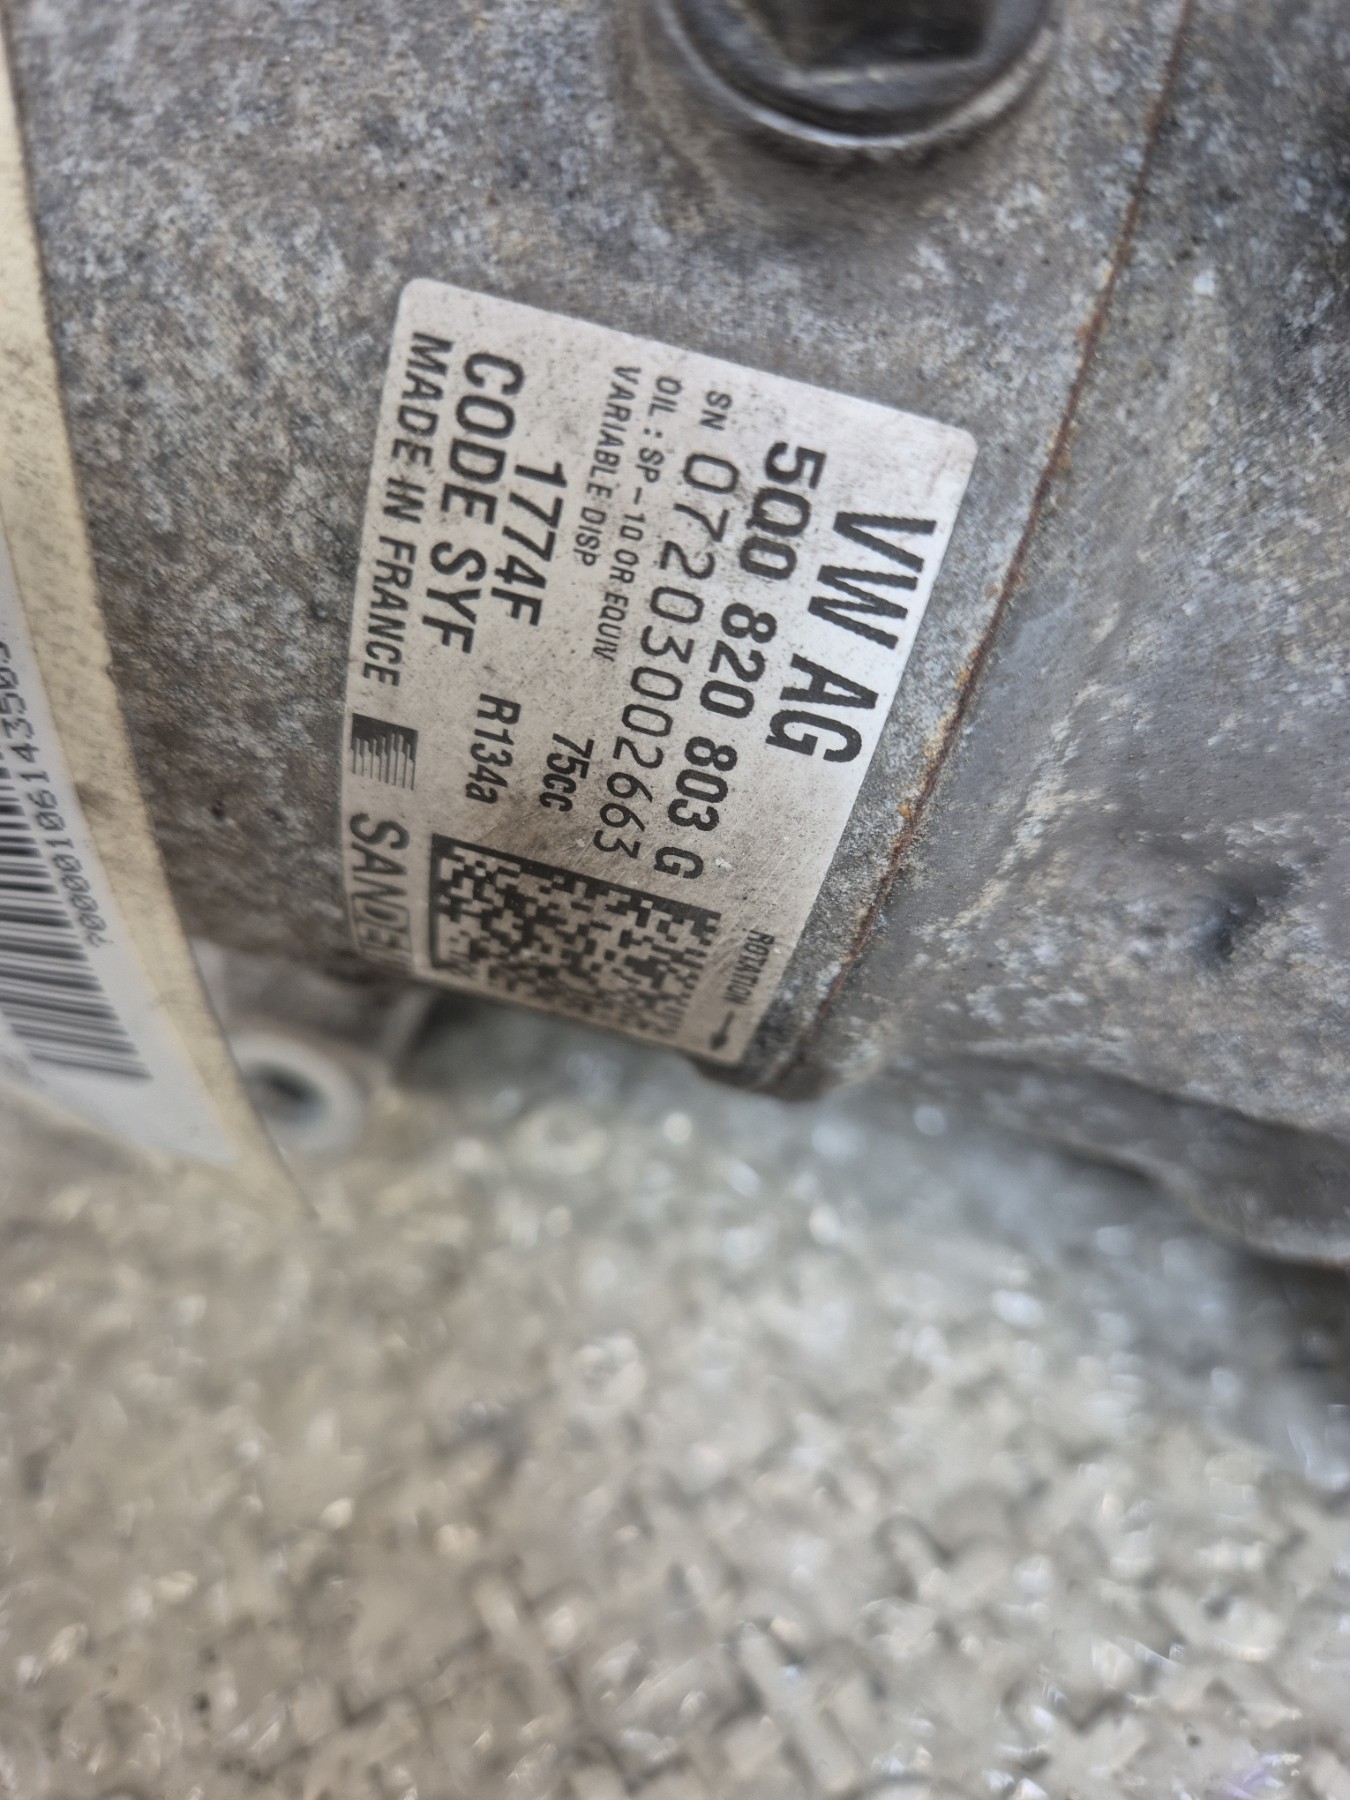 VW AG
5Q0 820 803 G
SN 07203002663
OIL : SP-10 OR EQUIV
VARIABLE DISP 75cc
1774F
CODE SYF R134a
MADE IN FRANCE
ROTATION →